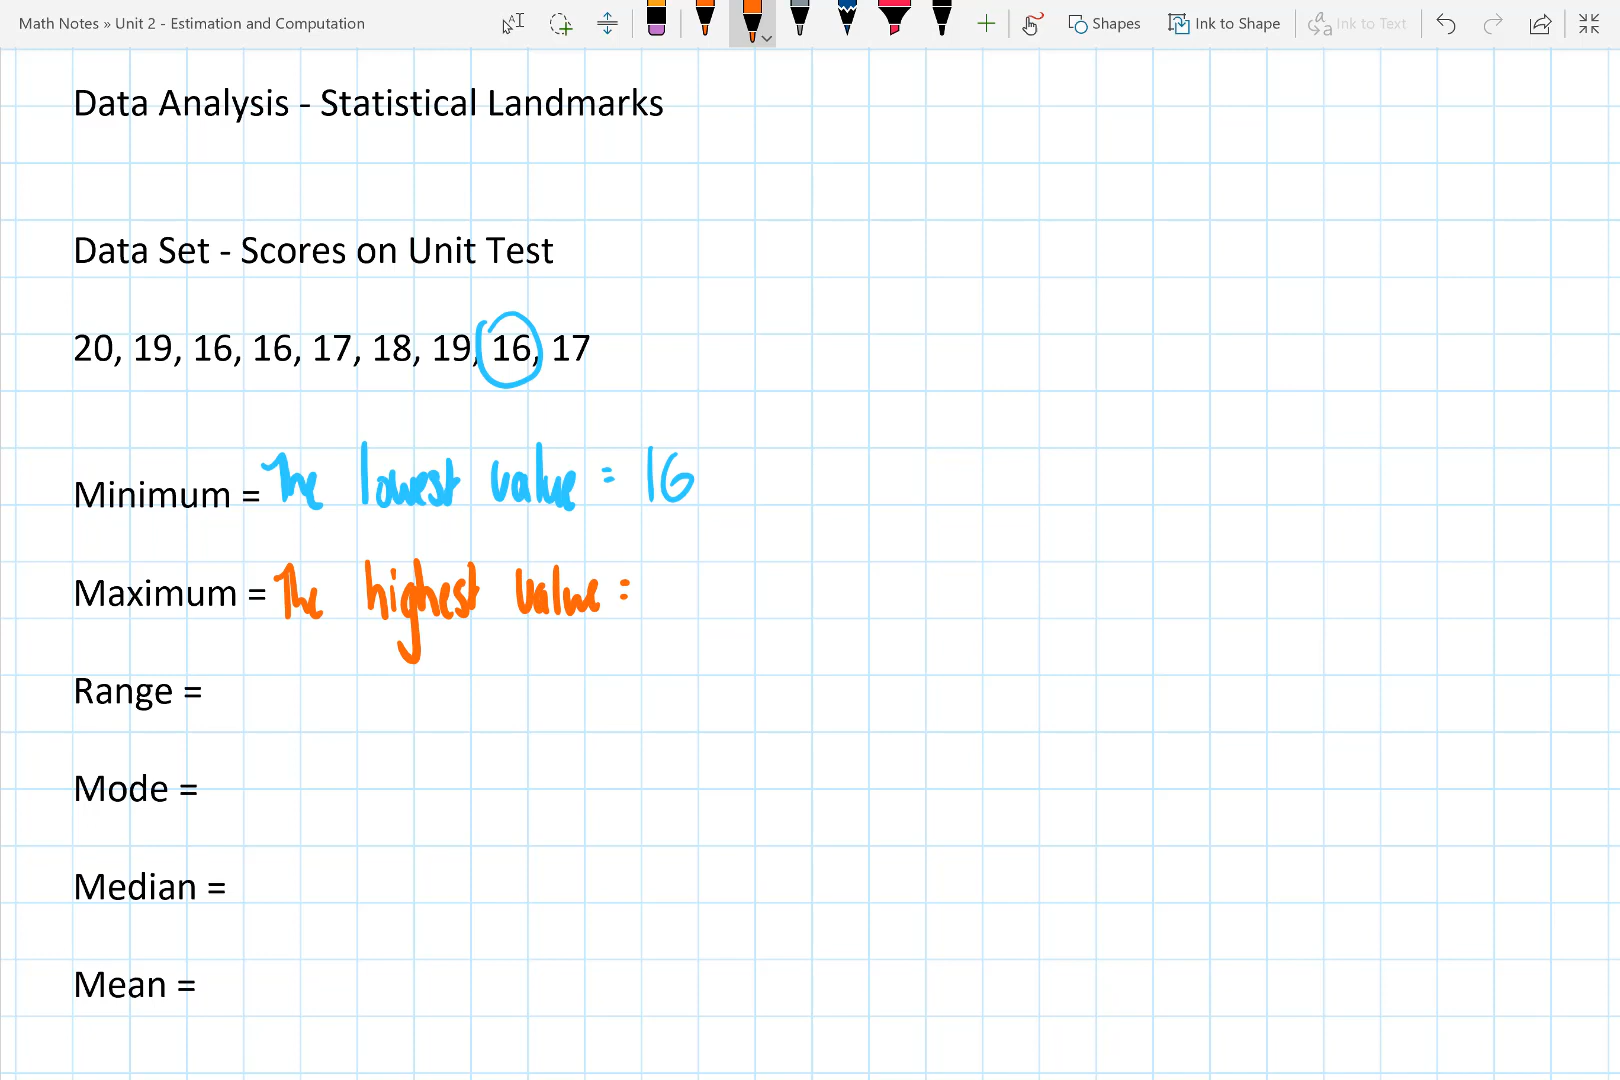 Math Notes » Unit 2 - Estimation and Computation Shapes Ink to Shape Ink to Text
Data Analysis - Statistical Landmarks
Data Set - Scores on Unit Test
20, 19, 16, 16, 17, 18, 19, 16, 17
Minimum = The lowest value = 16
Maximum = The highest value =
Range =
Mode =
Median =
Mean =